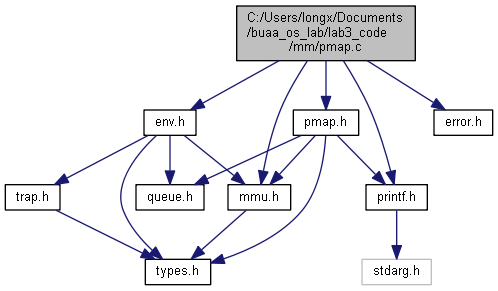 C:/Users/longx/Documents
/buaa_os_lab/lab3_code
/mm/pmap.c
env.h
pmap.h
error.h
trap.h
queue.h
mmu.h
printf.h
types.h
stdarg.h